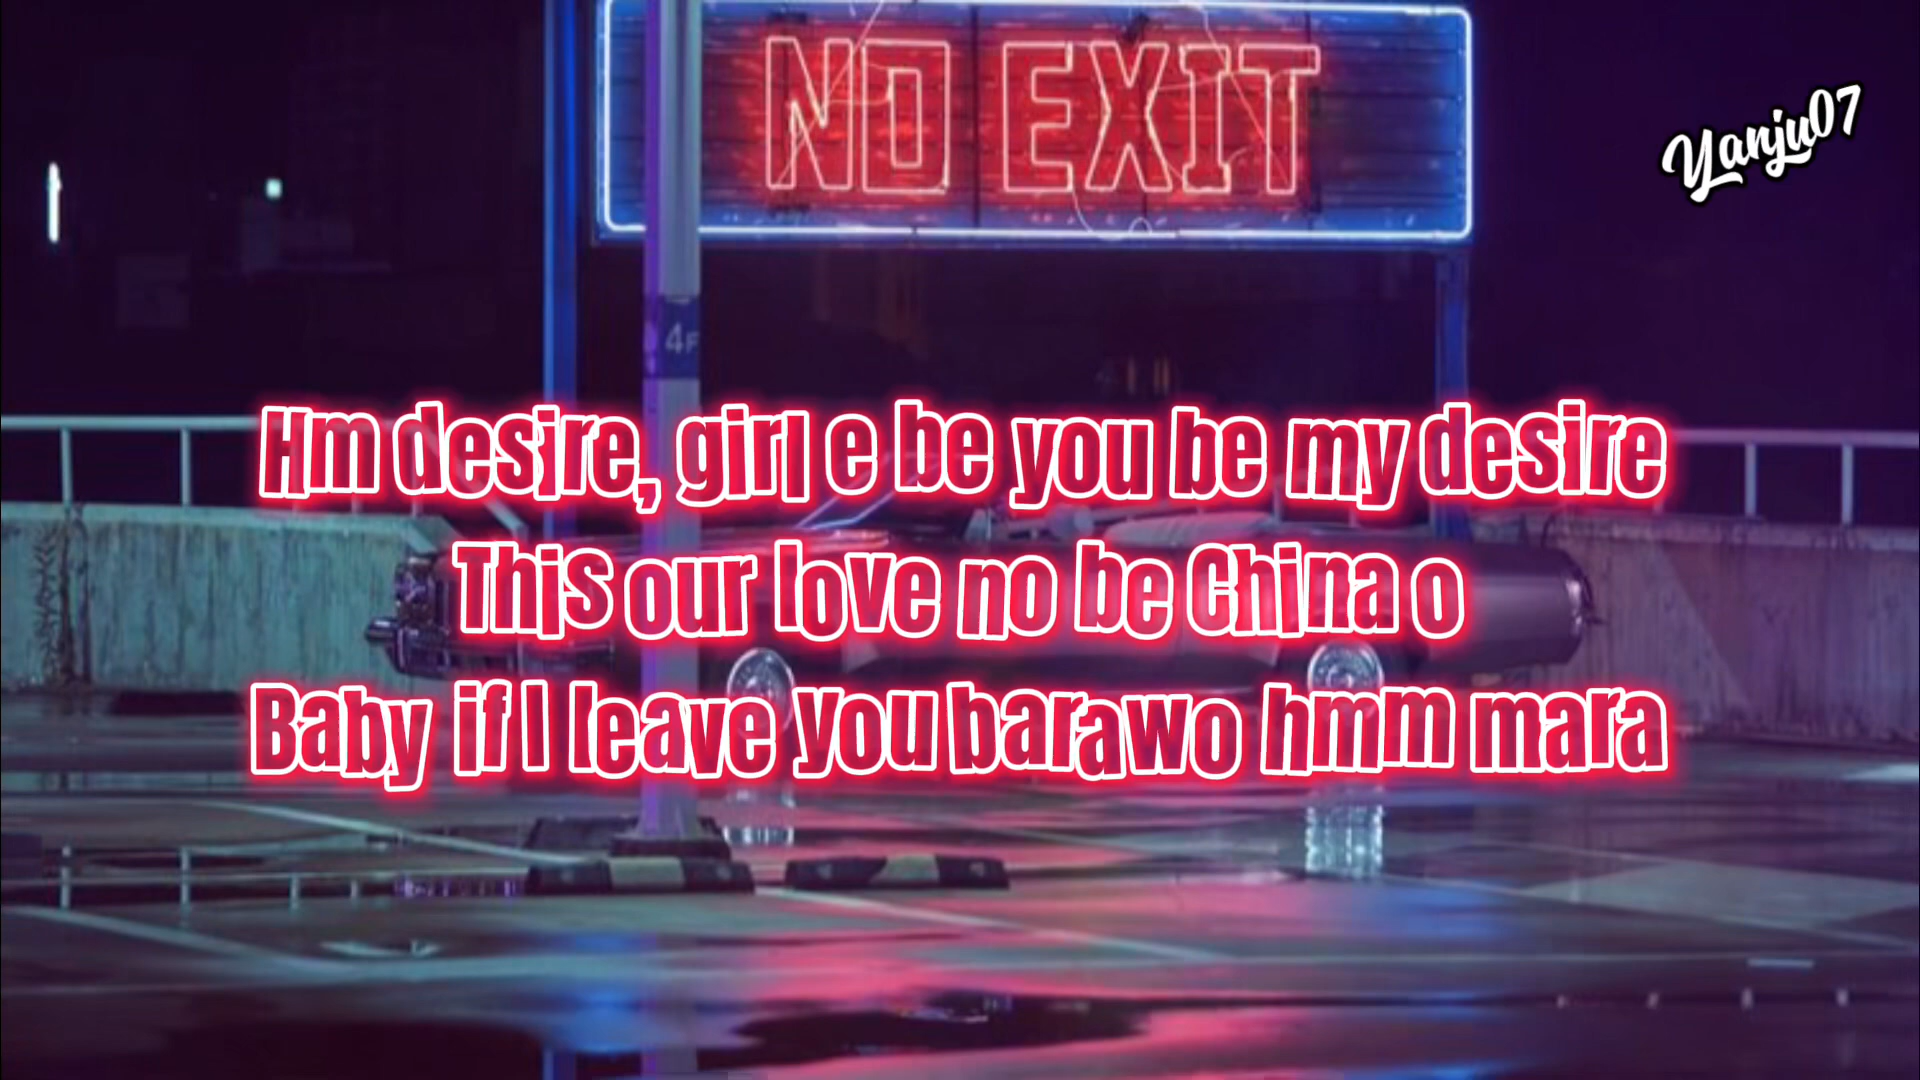 NO EXIT
Yanju07
4F
Hm desire, girl e be you be my desire
This our love no be China o
Baby if I leave you barawo hmm mara